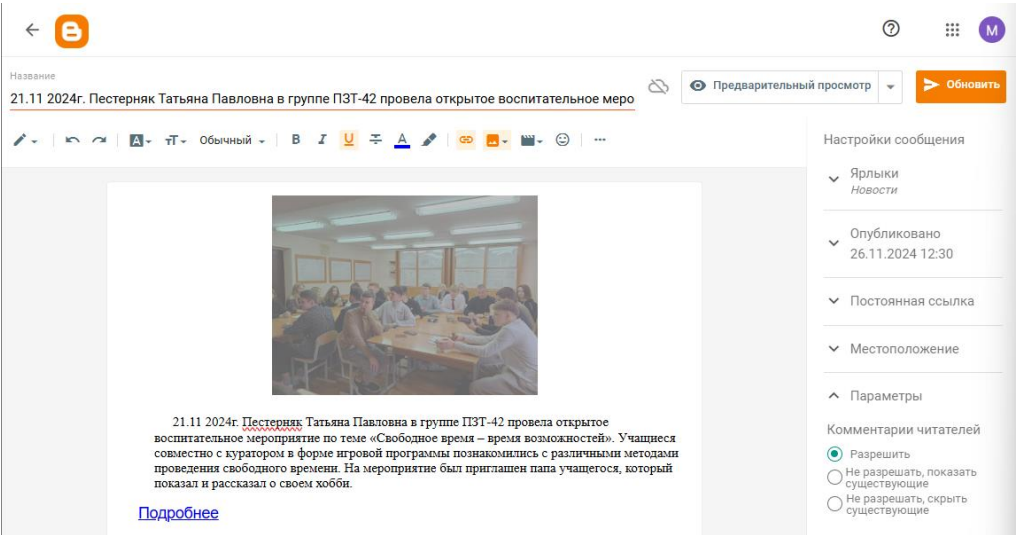 M
Название
21.11 2024г. Пестерняк Татьяна Павловна в группе ПЗТ-42 провела открытое воспитательное меро
Предварительный просмотр
Обновить
Обычный
B I U A
Настройки сообщения
Ярлыки
Новости
Опубликовано
26.11.2024 12:30
Постоянная ссылка
Местоположение
Параметры
Комментарии читателей
Разрешить
Не разрешать, показать
существующие
Не разрешать, скрыть
существующие
21.11 2024г. Пестерняк Татьяна Павловна в группе ПЗТ-42 провела открытое
воспитательное мероприятие по теме «Свободное время – время возможностей». Учащиеся
совместно с куратором в форме игровой программы познакомились с различными методами
проведения свободного времени. На мероприятие был приглашен папа учащегося, который
показал и рассказал о своем хобби.
Подробнее